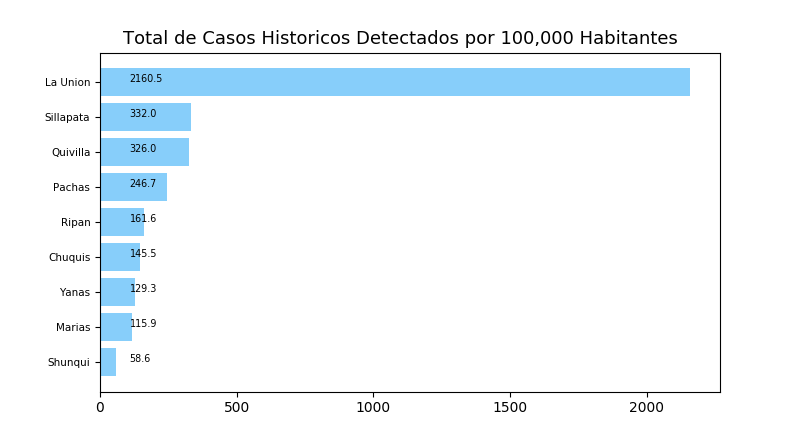 Total de Casos Historicos Detectados por 100,000 Habitantes
La Union 2160.5
Sillapata 332.0
Quivilla 326.0
Pachas 246.7
Ripan 161.6
Chuquis 145.5
Yanas 129.3
Marias 115.9
Shunqui 58.6
0 500 1000 1500 2000